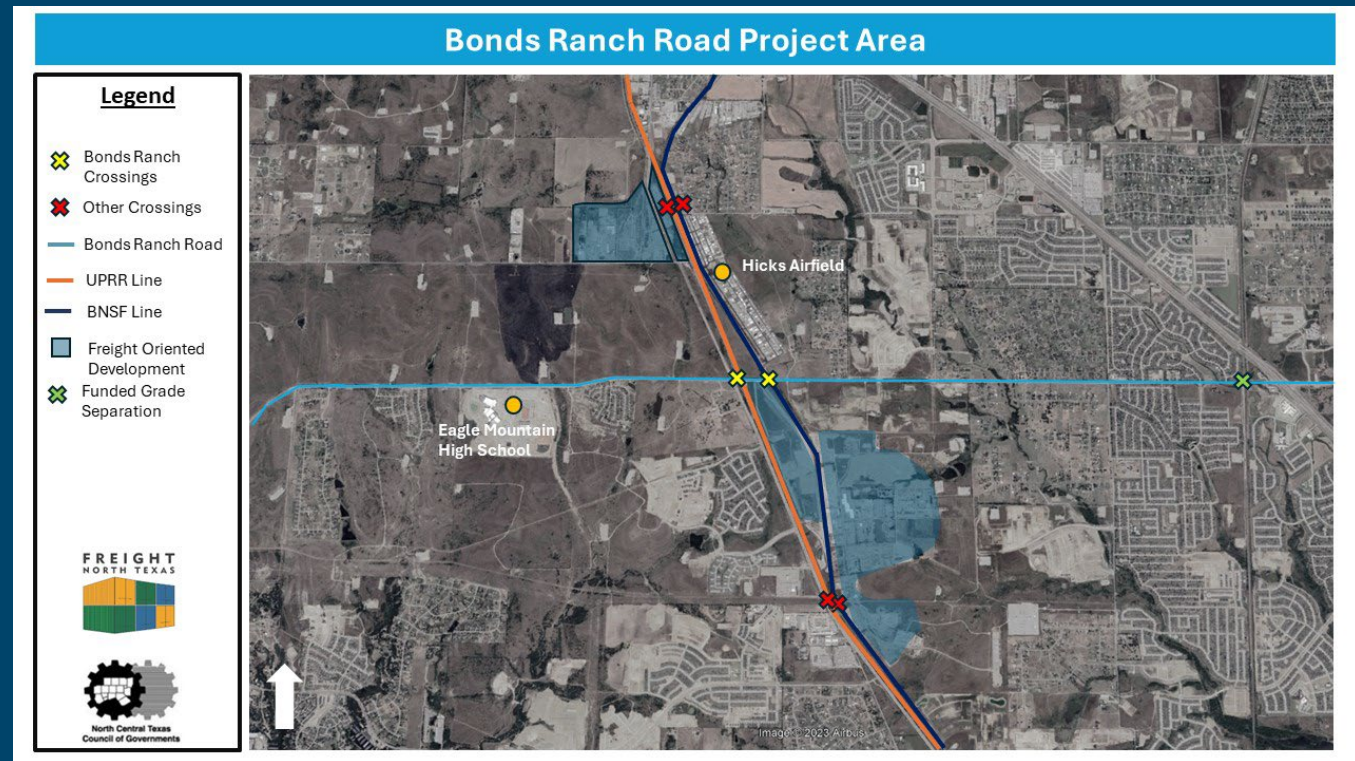 Bonds Ranch Road Project Area
Legend
Bonds Ranch
Crossings
Other Crossings
Bonds Ranch Road
UPRR Line
BNSF Line
Freight Oriented
Development
Funded Grade
Separation
FREIGHT
NORTH TEXAS
North Central Texas
Council of Governments
Hicks Airfield
Eagle Mountain
High School
Image © 2023 Airbus